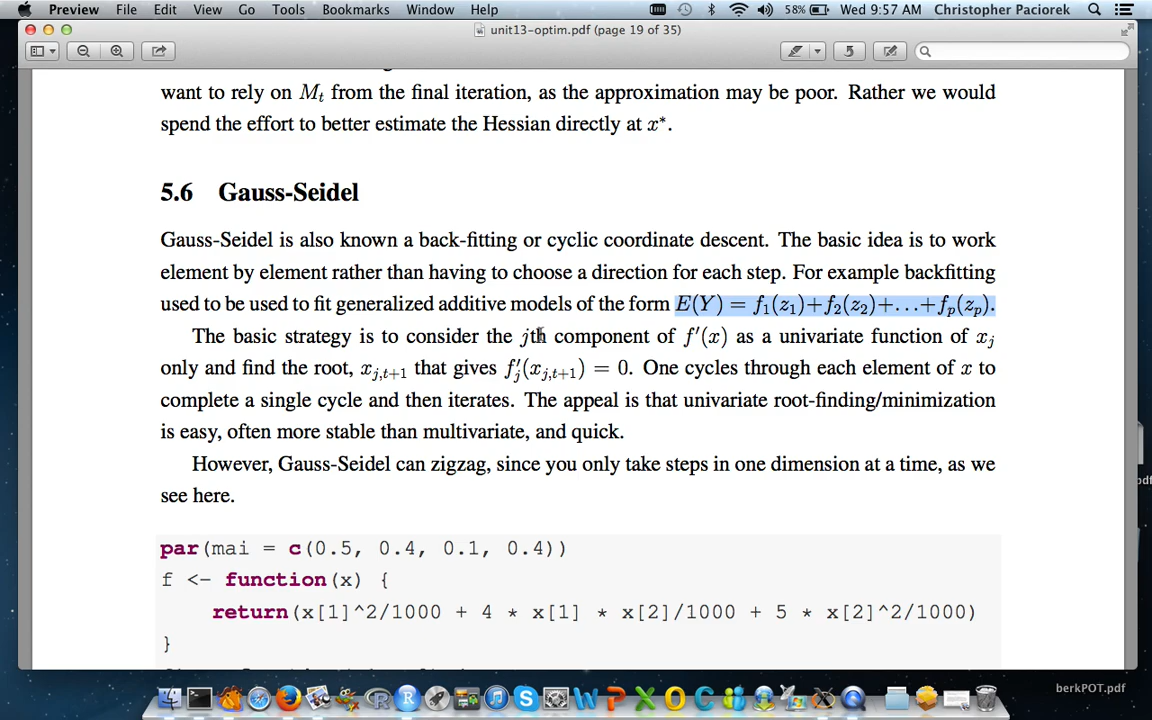 Preview File Edit View Go Tools Bookmarks Window Help 58% Wed 9:57 AM Christopher Paciorek
unit13-optim.pdf (page 19 of 35)
want to rely on M_t from the final iteration, as the approximation may be poor. Rather we would
spend the effort to better estimate the Hessian directly at x*.
5.6 Gauss-Seidel
Gauss-Seidel is also known a back-fitting or cyclic coordinate descent. The basic idea is to work
element by element rather than having to choose a direction for each step. For example backfitting
used to be used to fit generalized additive models of the form E(Y) = f₁(z₁)+f₂(z₂)+...+f_p(z_p).
The basic strategy is to consider the jth component of f′(x) as a univariate function of x_j
only and find the root, x_{j,t+1} that gives f′_j(x_{j,t+1}) = 0. One cycles through each element of x to
complete a single cycle and then iterates. The appeal is that univariate root-finding/minimization
is easy, often more stable than multivariate, and quick.
However, Gauss-Seidel can zigzag, since you only take steps in one dimension at a time, as we
see here.
par(mai = c(0.5, 0.4, 0.1, 0.4))
f <- function(x) {
return(x[1]^2/1000 + 4 * x[1] * x[2]/1000 + 5 * x[2]^2/1000)
}
berkPOT.pdf